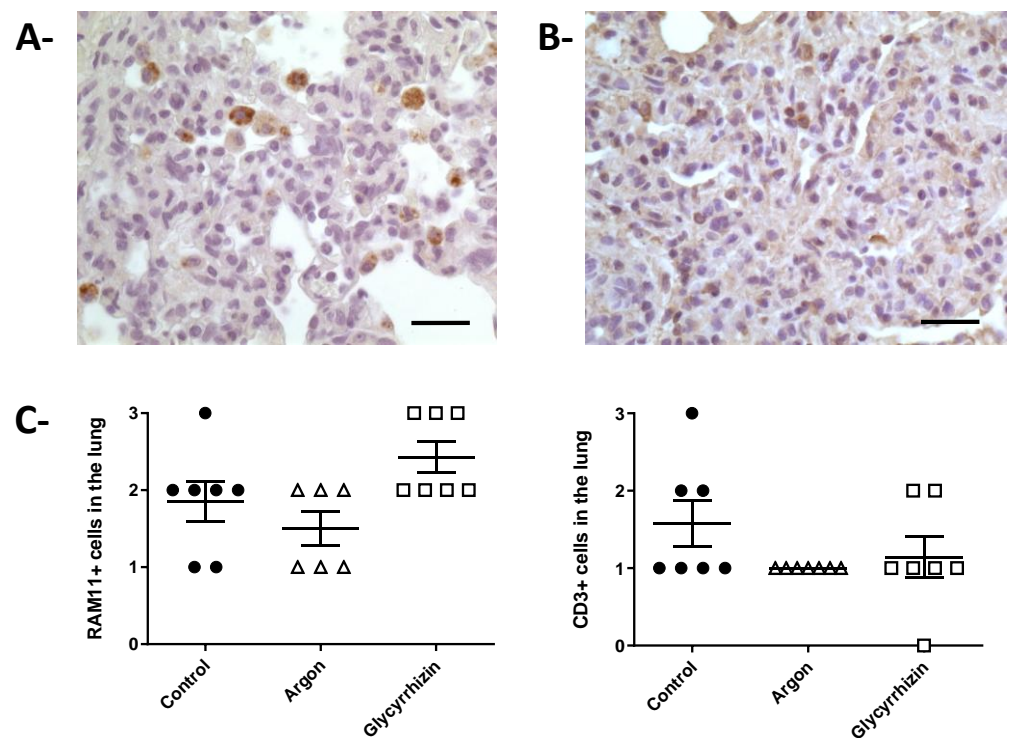 A-
B-
C-
RAM11+ cells in the lung
3
2
1
0
Control
Argon
Glycyrrhizin
CD3+ cells in the lung
3
2
1
0
Control
Argon
Glycyrrhizin